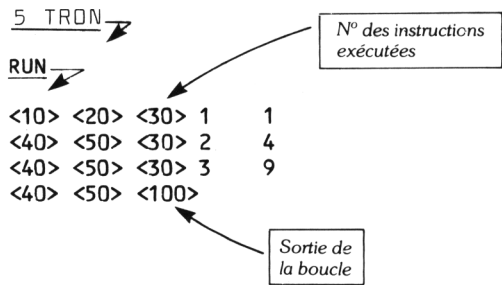 5 TRON
N° des instructions
exécutées
RUN
<10> <20> <30> 1 1
<40> <50> <30> 2 4
<40> <50> <30> 3 9
<40> <50> <100>
Sortie de
la boucle